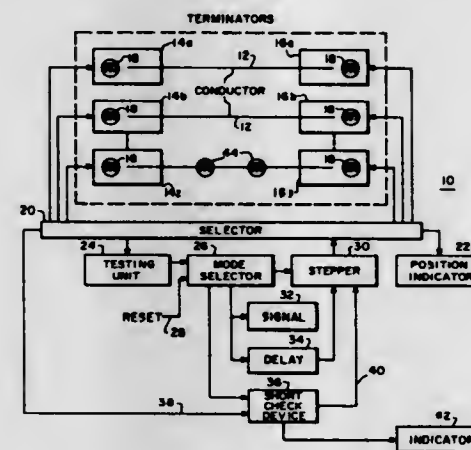 TERMINATORS
14a 12 16a
18 18
14b CONDUCTOR 16b
18 12 18
18 44 18
14z 16z
10
20 SELECTOR
24 26 30 22
TESTING UNIT MODE SELECTOR STEPPER POSITION INDICATOR
32
RESET SIGNAL
28 34
DELAY
36 40
38 SHORT CHECK DEVICE 42
INDICATOR